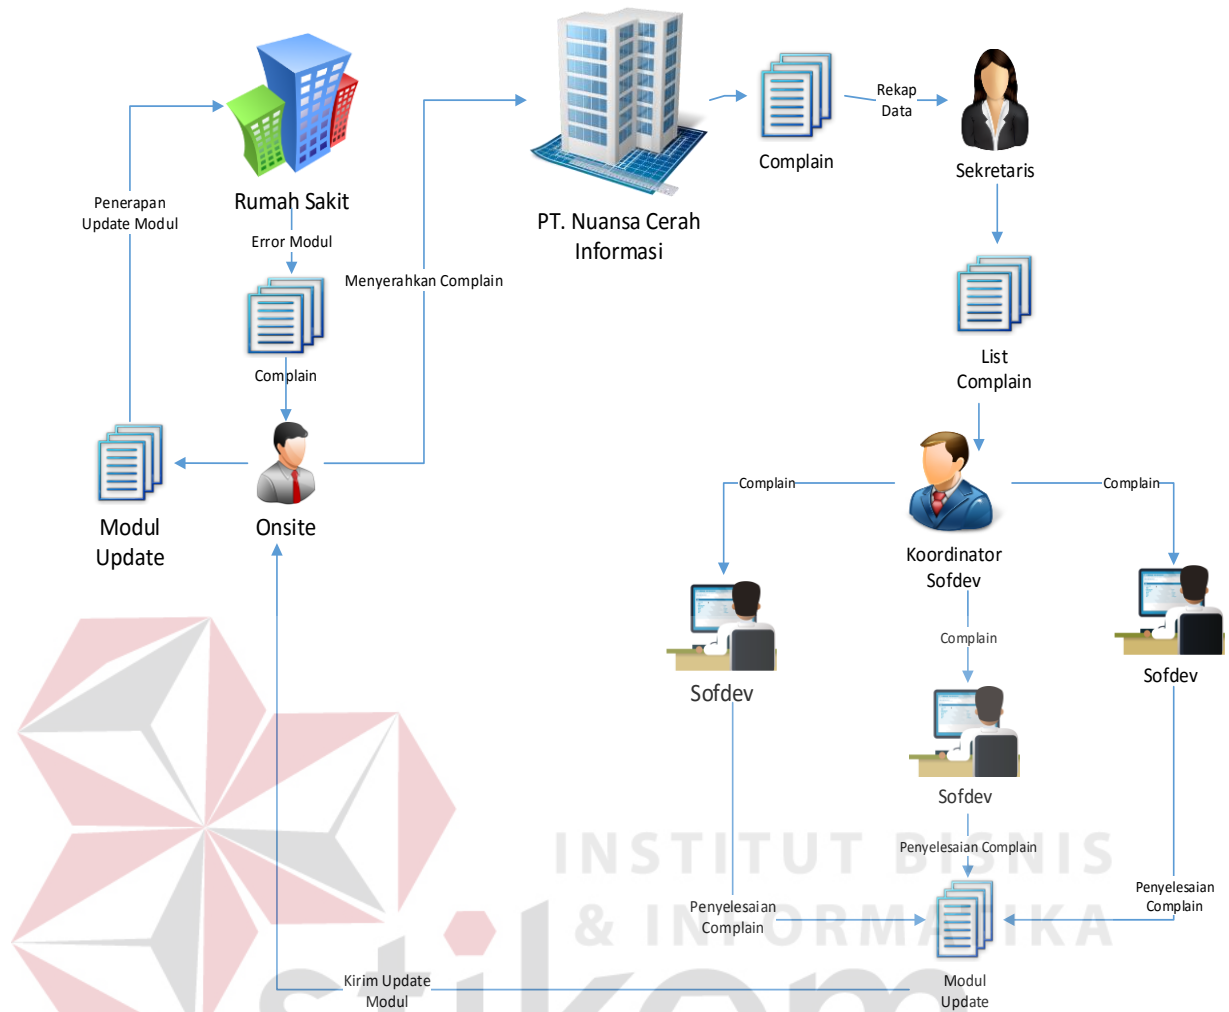 Rumah Sakit
Error Modul
Complain
Onsite
Menyerahkan Complain
PT. Nuansa Cerah
Informasi
Complain
Rekap
Data
Sekretaris
List
Complain
Koordinator
Sofdev
Complain
Complain
Complain
Sofdev
Sofdev
Sofdev
Penyelesaian
Complain
Penyelesaian Complain
Penyelesaian
Complain
Modul
Update
Kirim Update
Modul
Modul
Update
Penerapan
Update Modul
INSTITUT BISNIS
& INFORMATIKA
stikom